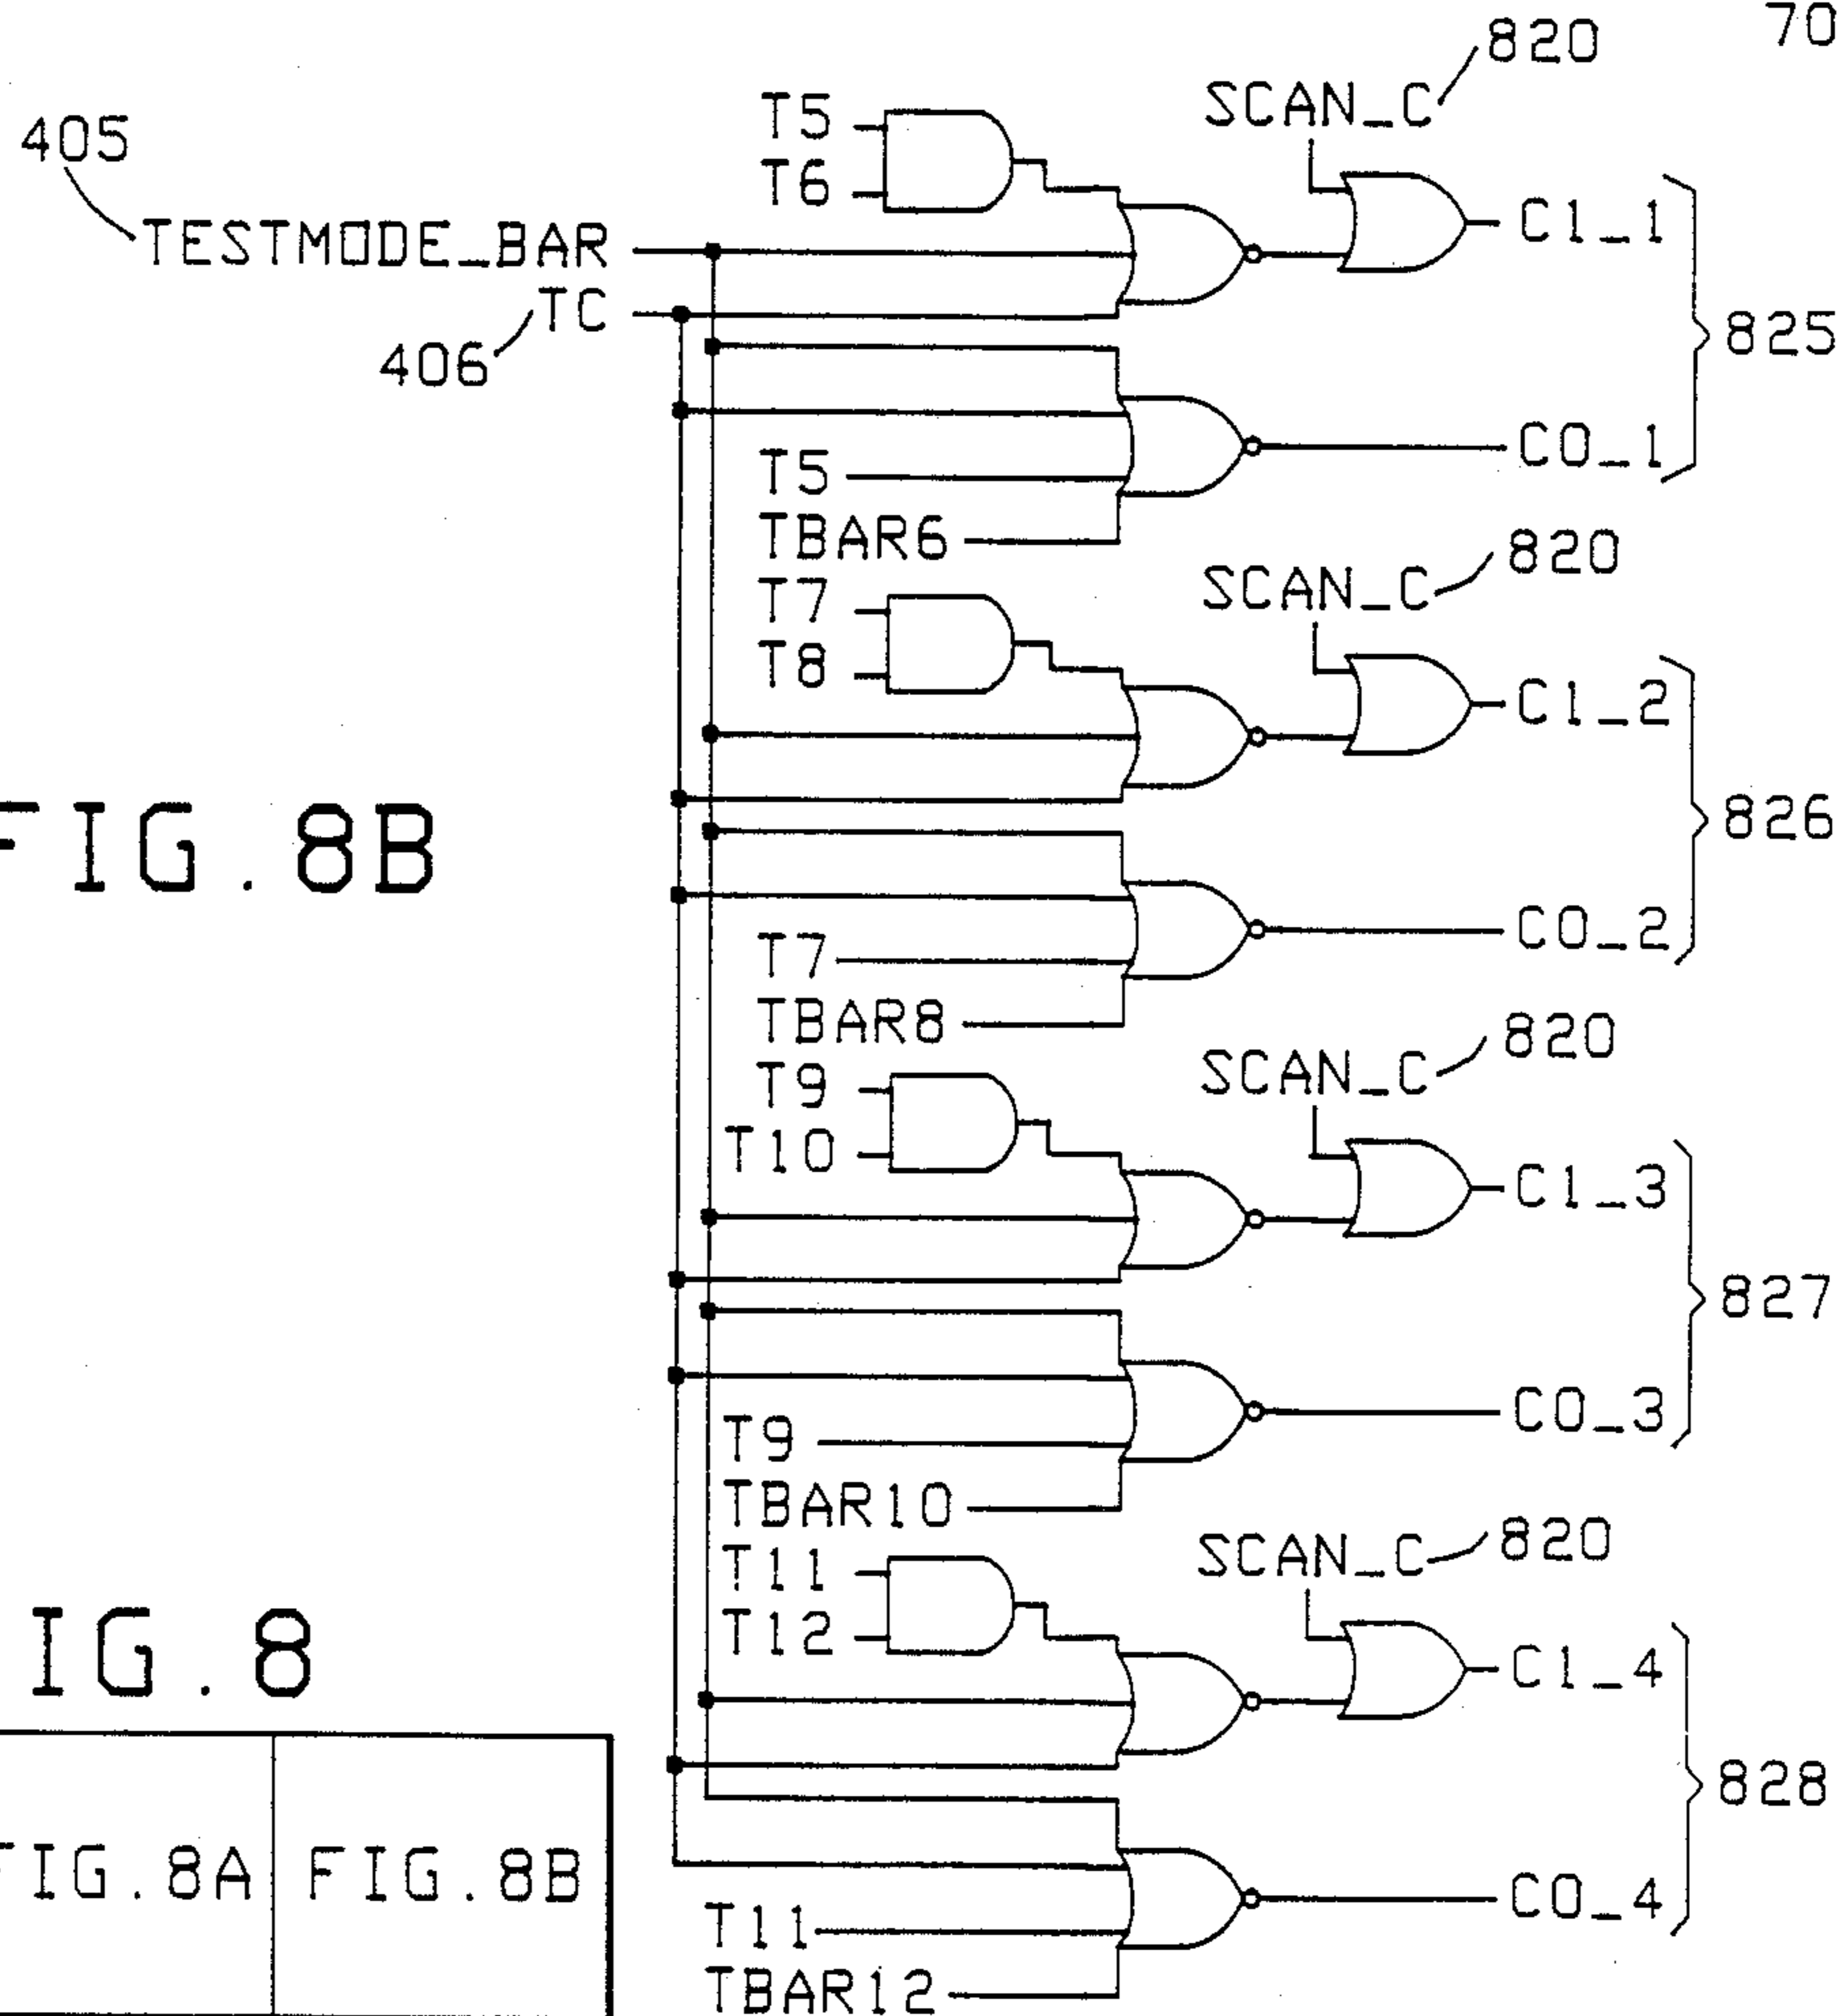 70
820
SCAN_C
T5
T6
405
TESTMODE_BAR
TC
406
C1_1
825
C0_1
T5
TBAR6
820
SCAN_C
T7
T8
C1_2
826
FIG.8B
C0_2
T7
TBAR8
820
SCAN_C
T9
T10
C1_3
827
C0_3
T9
TBAR10
820
SCAN_C
T11
T12
C1_4
828
IG.8
FIG.8A
FIG.8B
C0_4
T11
TBAR12